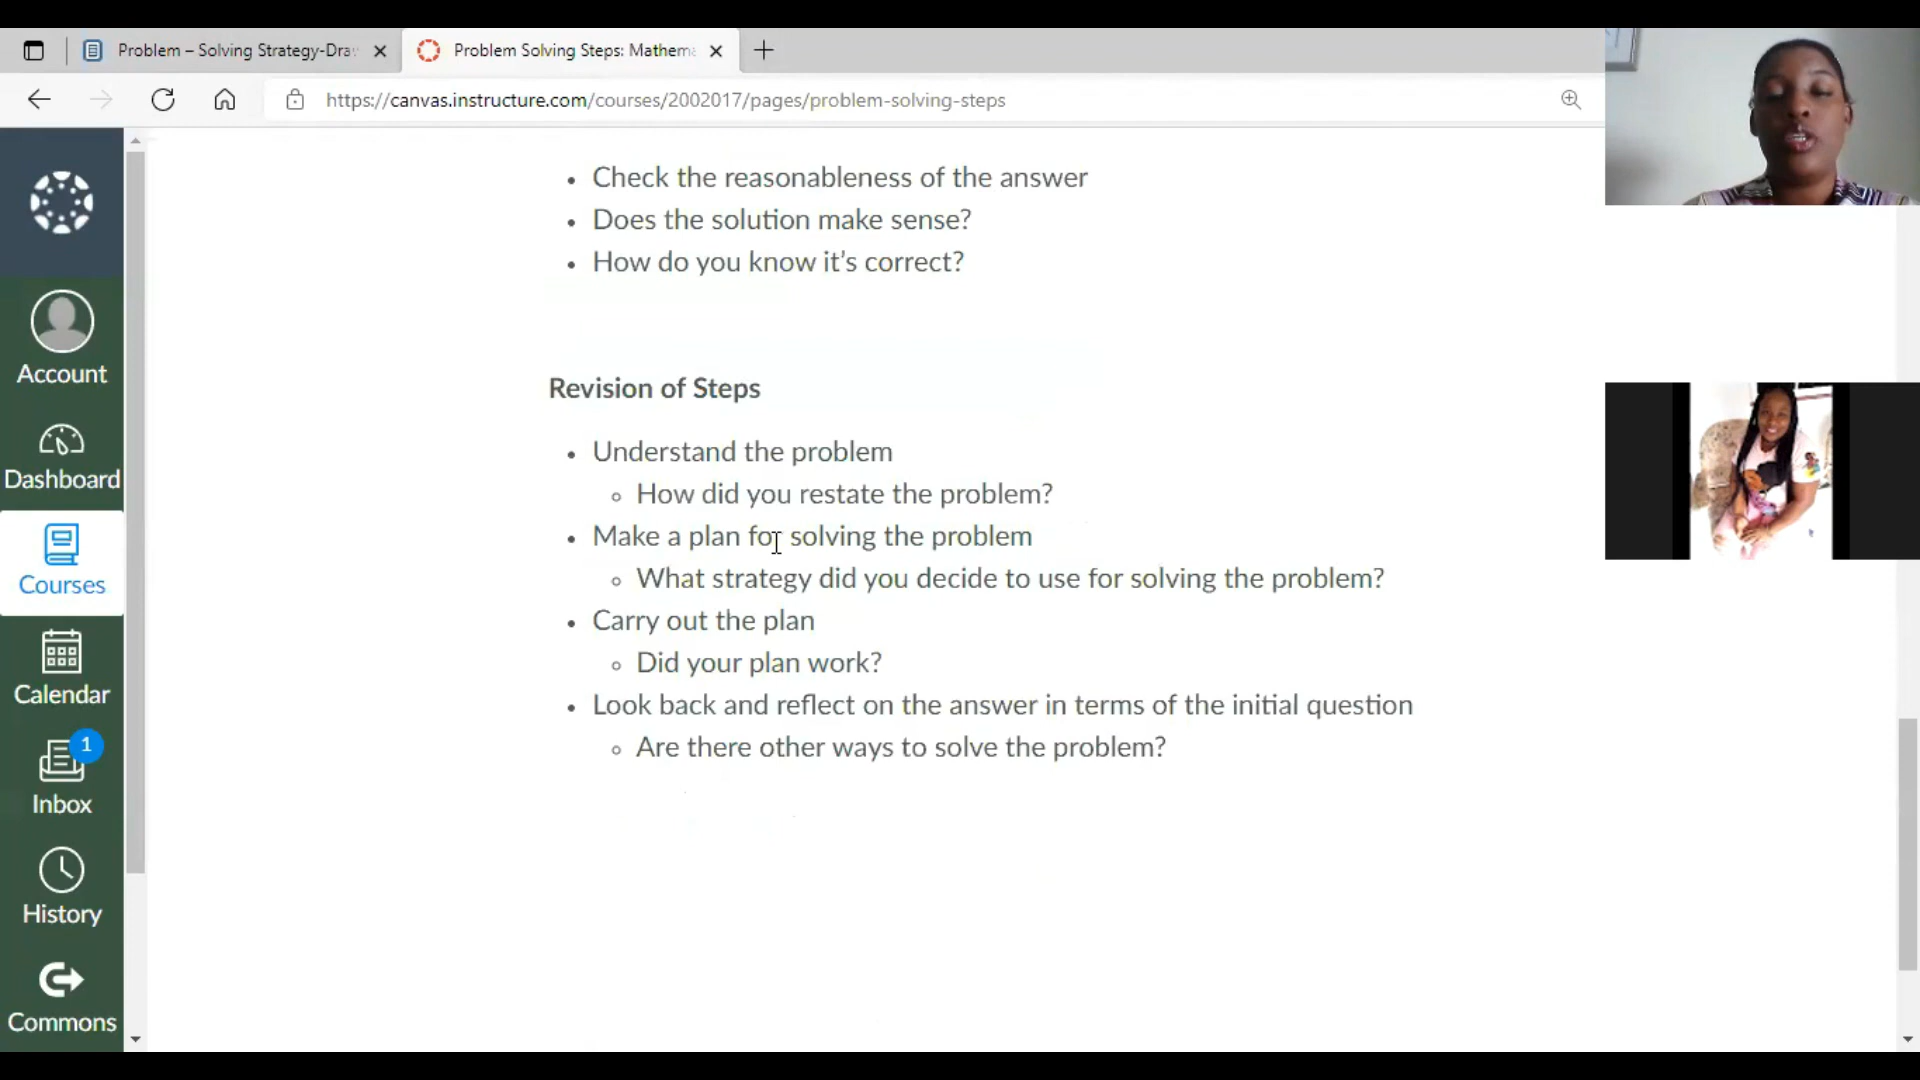 Problem – Solving Strategy-Dra
Problem Solving Steps: Mathema
https://canvas.instructure.com/courses/2002017/pages/problem-solving-steps
Check the reasonableness of the answer
Does the solution make sense?
How do you know it's correct?
Revision of Steps
Understand the problem
How did you restate the problem?
Make a plan for solving the problem
What strategy did you decide to use for solving the problem?
Carry out the plan
Did your plan work?
Look back and reflect on the answer in terms of the initial question
Are there other ways to solve the problem?
Account
Dashboard
Courses
Calendar
1
Inbox
History
Commons